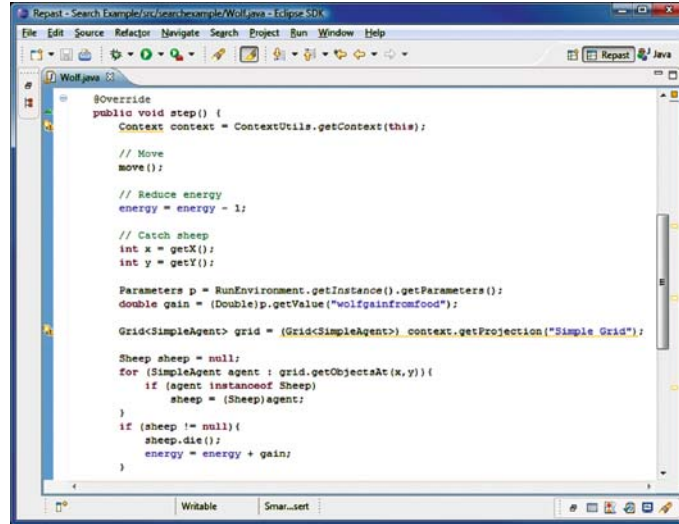 Repast - Search Example/src/searchexample/Wolf.java - Eclipse SDK
File Edit Source Refactor Navigate Search Project Run Window Help
Repast Java
Wolf.java
@Override
public void step() {
Context context = ContextUtils.getContext(this);
// Move
move();
// Reduce energy
energy = energy - 1;
// Catch sheep
int x = getX();
int y = getY();
Parameters p = RunEnvironment.getInstance().getParameters();
double gain = (Double)p.getValue("wolfgainfromfood");
Grid<SimpleAgent> grid = (Grid<SimpleAgent>) context.getProjection("Simple Grid");
Sheep sheep = null;
for (SimpleAgent agent : grid.getObjectsAt(x,y)){
if (agent instanceof Sheep)
sheep = (Sheep)agent;
}
if (sheep != null){
sheep.die();
energy = energy + gain;
}
Writable Smar...sert